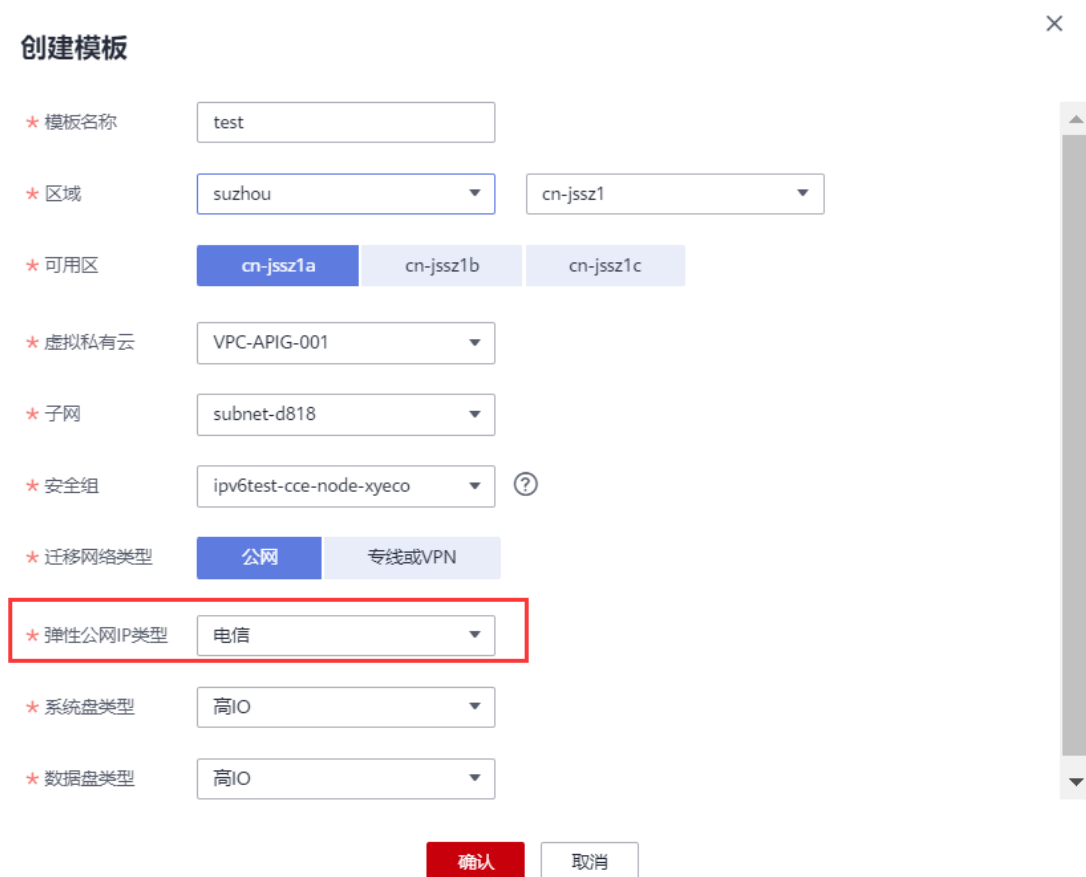 创建模板
* 模板名称 test
* 区域 suzhou cn-jssz1
* 可用区 cn-jssz1a cn-jssz1b cn-jssz1c
* 虚拟私有云 VPC-APIG-001
* 子网 subnet-d818
* 安全组 ipv6test-cce-node-xyeco ?
* 迁移网络类型 公网 专线或VPN
* 弹性公网IP类型 电信
* 系统盘类型 高IO
* 数据盘类型 高IO
确认 取消